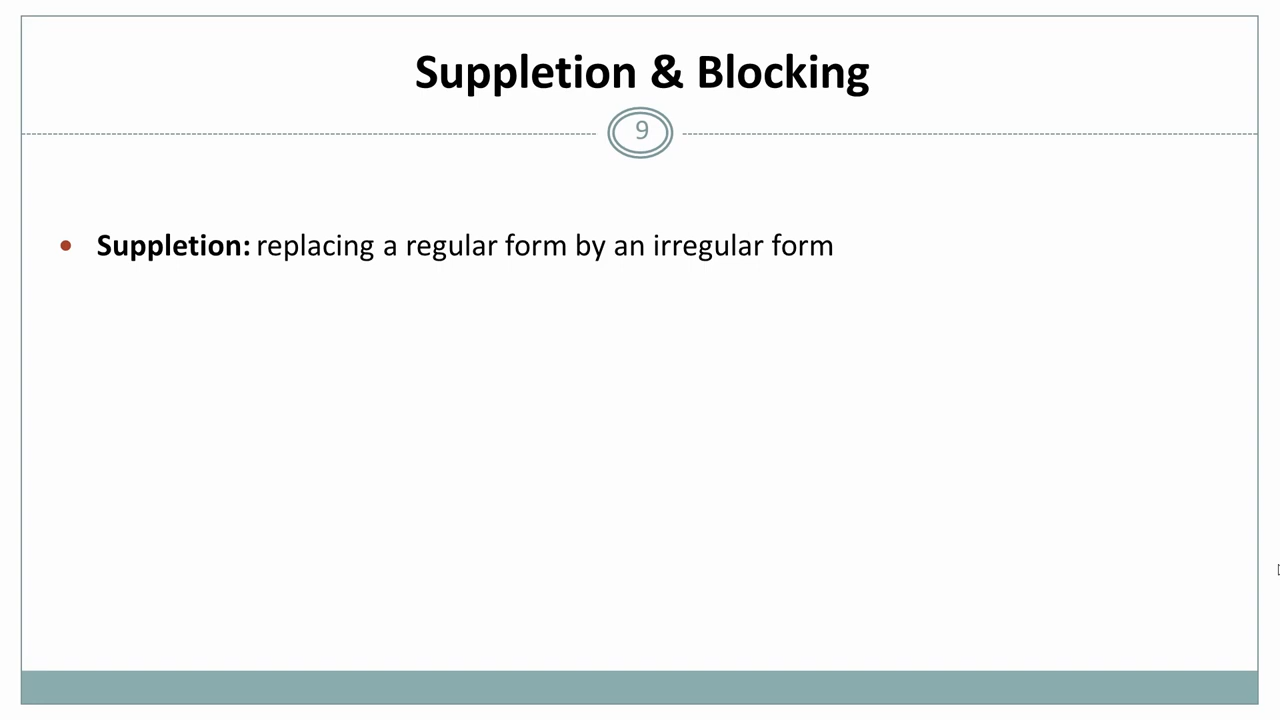 Suppletion & Blocking
9
• Suppletion: replacing a regular form by an irregular form